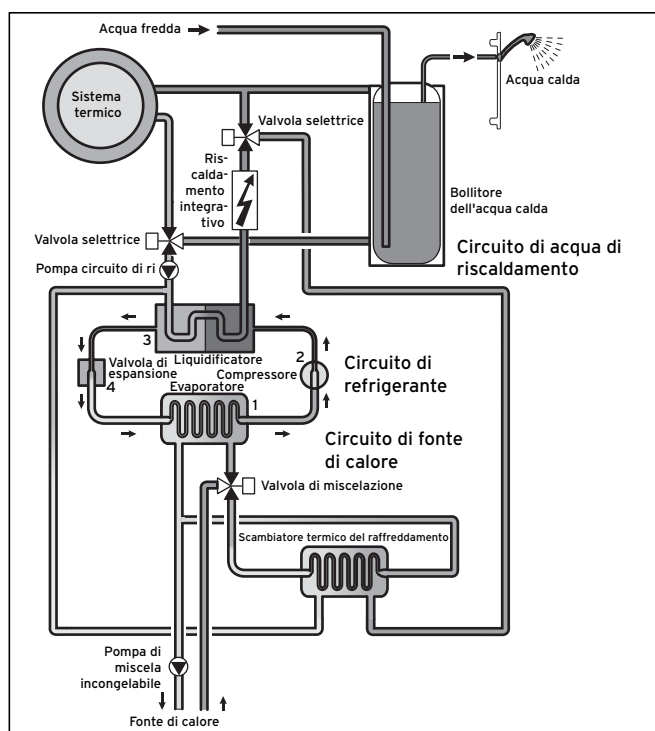 Acqua fredda
Sistema
termico
Acqua calda
Valvola selettrice
Ris-
calda-
mento
integra-
tivo
Bollitore
dell'acqua calda
Valvola selettrice
Circuito di acqua di
riscaldamento
Pompa circuito di ri
3
Liquidificatore
2
Valvola di
espansione
4
Compressore
Circuito di
refrigerante
Evaporatore
1
Circuito di fonte
di calore
Valvola di miscelazione
Scambiatore termico del raffreddamento
Pompa di
miscela
incongelabile
Fonte di calore